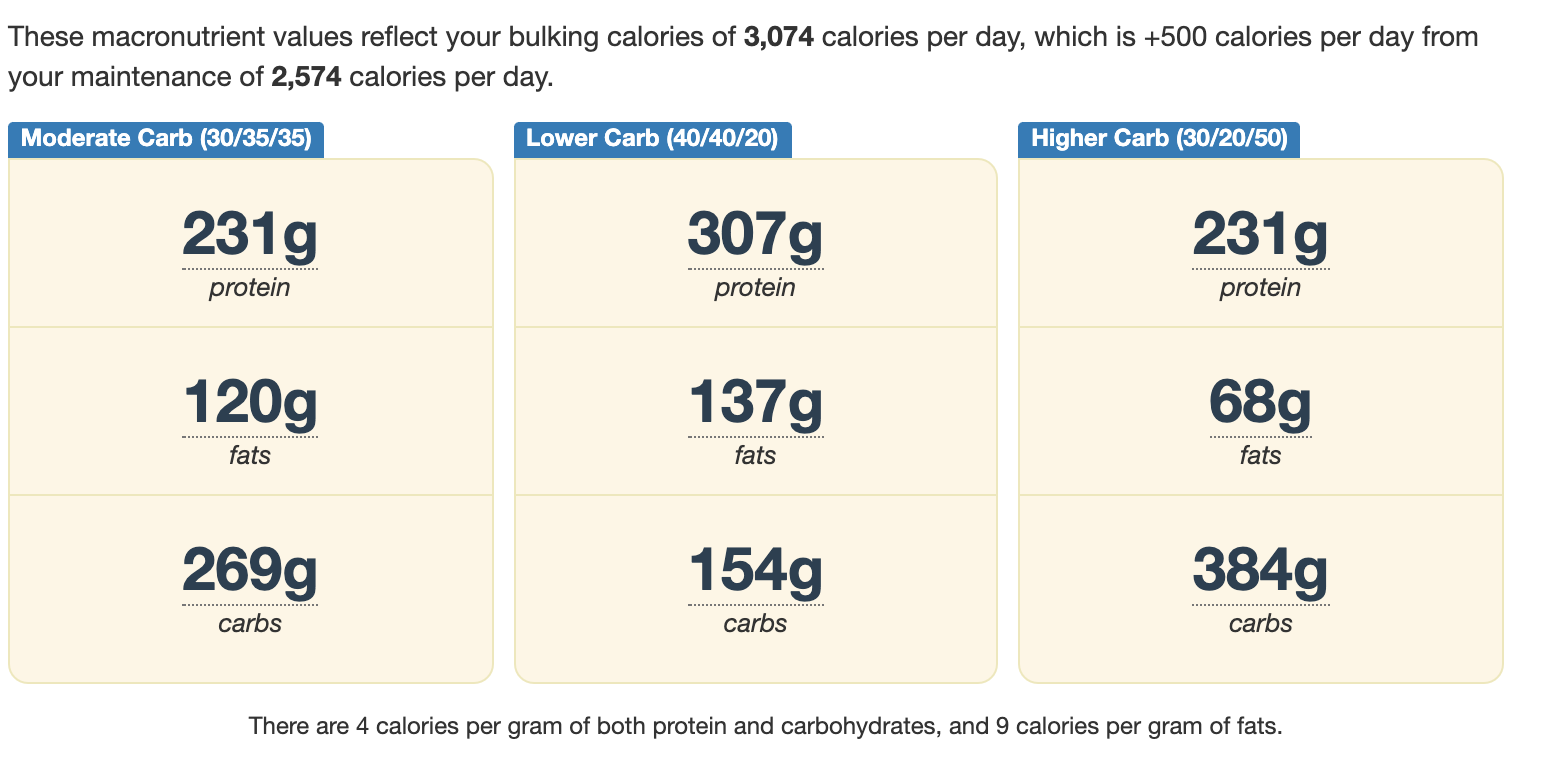 These macronutrient values reflect your bulking calories of 3,074 calories per day, which is +500 calories per day from
your maintenance of 2,574 calories per day.
Moderate Carb (30/35/35)
231g
protein
120g
fats
269g
carbs
Lower Carb (40/40/20)
307g
protein
137g
fats
154g
carbs
Higher Carb (30/20/50)
231g
protein
68g
fats
384g
carbs
There are 4 calories per gram of both protein and carbohydrates, and 9 calories per gram of fats.